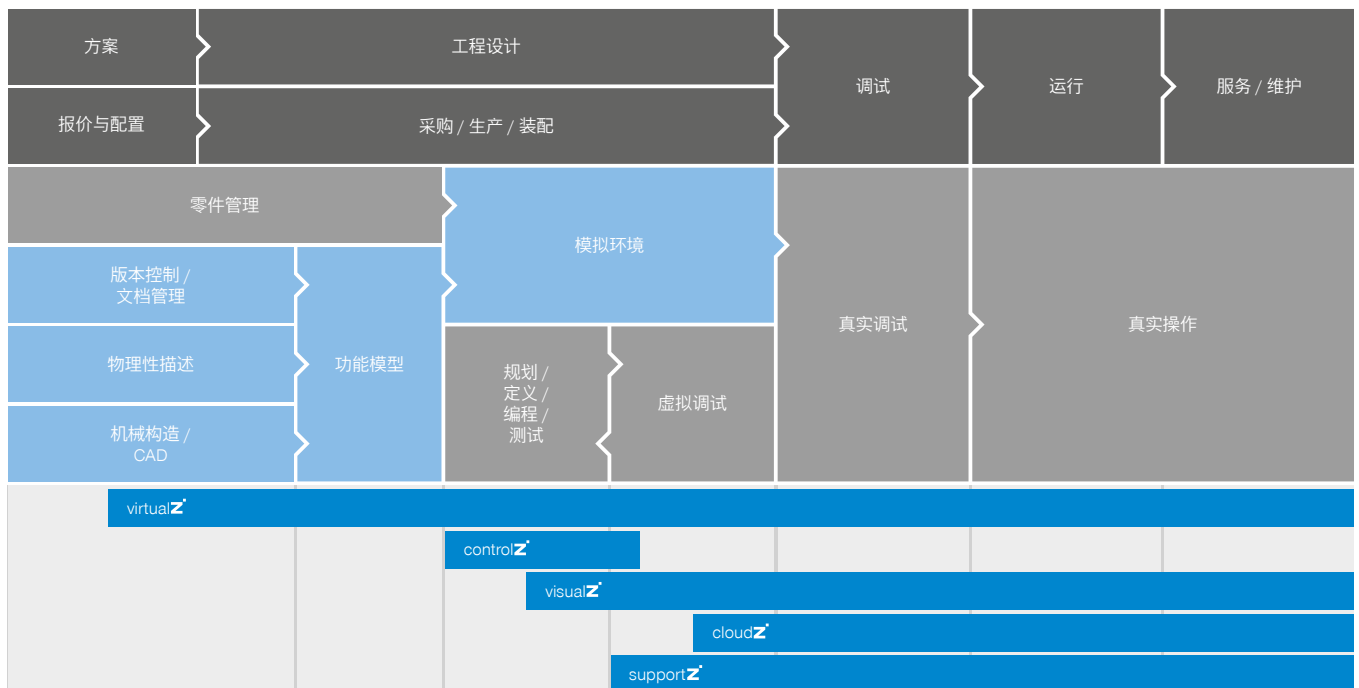 方案
工程设计
调试
运行
服务 / 维护
报价与配置
采购 / 生产 / 装配
零件管理
模拟环境
版本控制 /
文档管理
物理性描述
功能模型
机械构造 /
CAD
规划 /
定义 /
编程 /
测试
虚拟调试
真实调试
真实操作
virtualz
controlz
visualz
cloudz
supportz